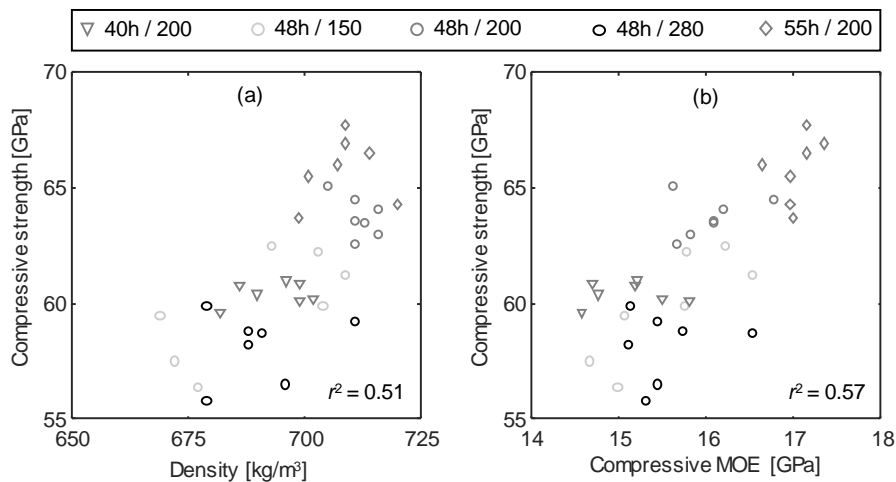 40h / 200 48h / 150 48h / 200 48h / 280 55h / 200
(a)
Compressive strength [GPa]
70
65
60
55
650 675 700 725
Density [kg/m³]
r² = 0.51
(b)
Compressive strength [GPa]
70
65
60
55
14 15 16 17 18
Compressive MOE [GPa]
r² = 0.57